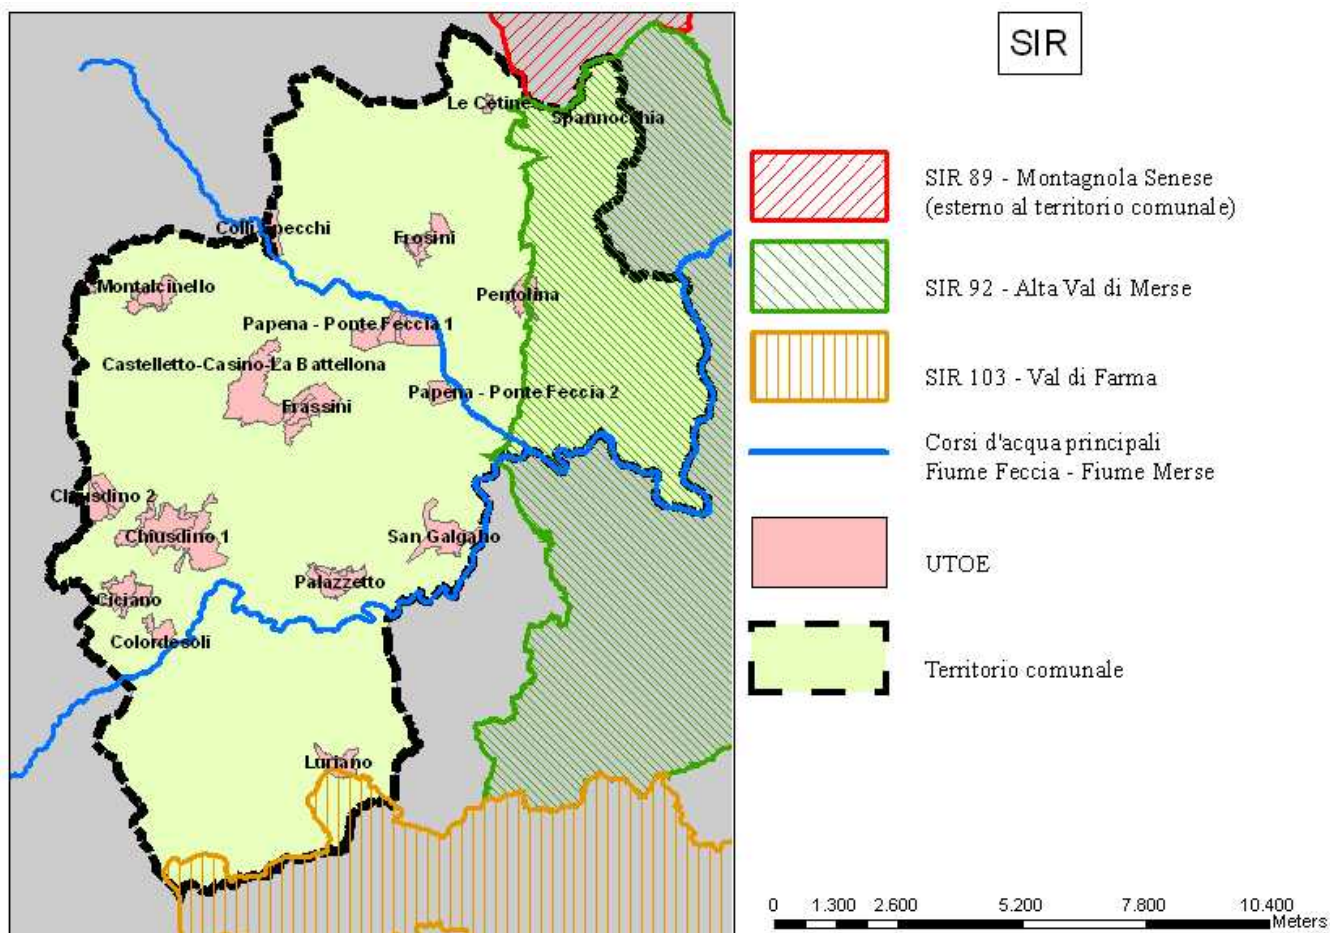 SIR
Le Cetine
Spannocchia
Colli Specchi
Frosini
Montalcinello
Pentolina
Papena - Ponte Feccia 1
Castelletto-Casino-La Battellona
Papena - Ponte Feccia 2
Frassini
Chiusdino 2
Chiusdino 1
San Galgano
Palazzetto
Ciciano
Colordesoli
Luriano
SIR 89 - Montagnola Senese
(esterno al territorio comunale)
SIR 92 - Alta Val di Merse
SIR 103 - Val di Farma
Corsi d'acqua principali
Fiume Feccia - Fiume Merse
UTOE
Territorio comunale
0 1.300 2.600 5.200 7.800 10.400
Meters